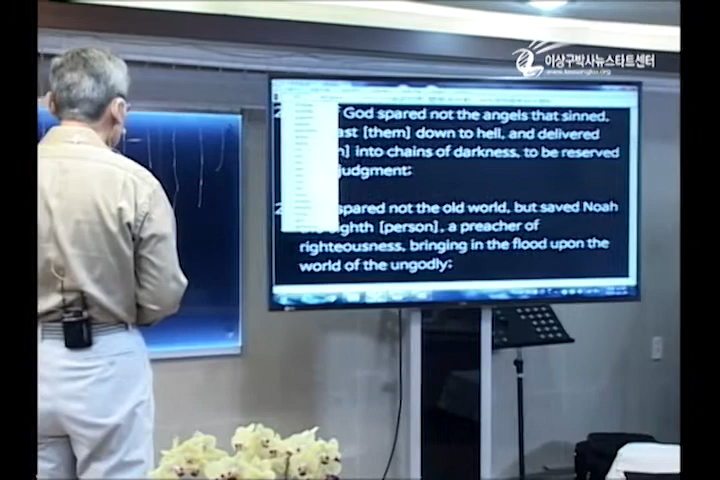 이상구박사뉴스타트센터
God spared not the angels that sinned,
[them] down to hell, and delivered
into chains of darkness, to be reserved
judgment:
spared not the old world, but saved Noah
[person], a preacher of
righteousness, bringing in the flood upon the
world of the ungodly;